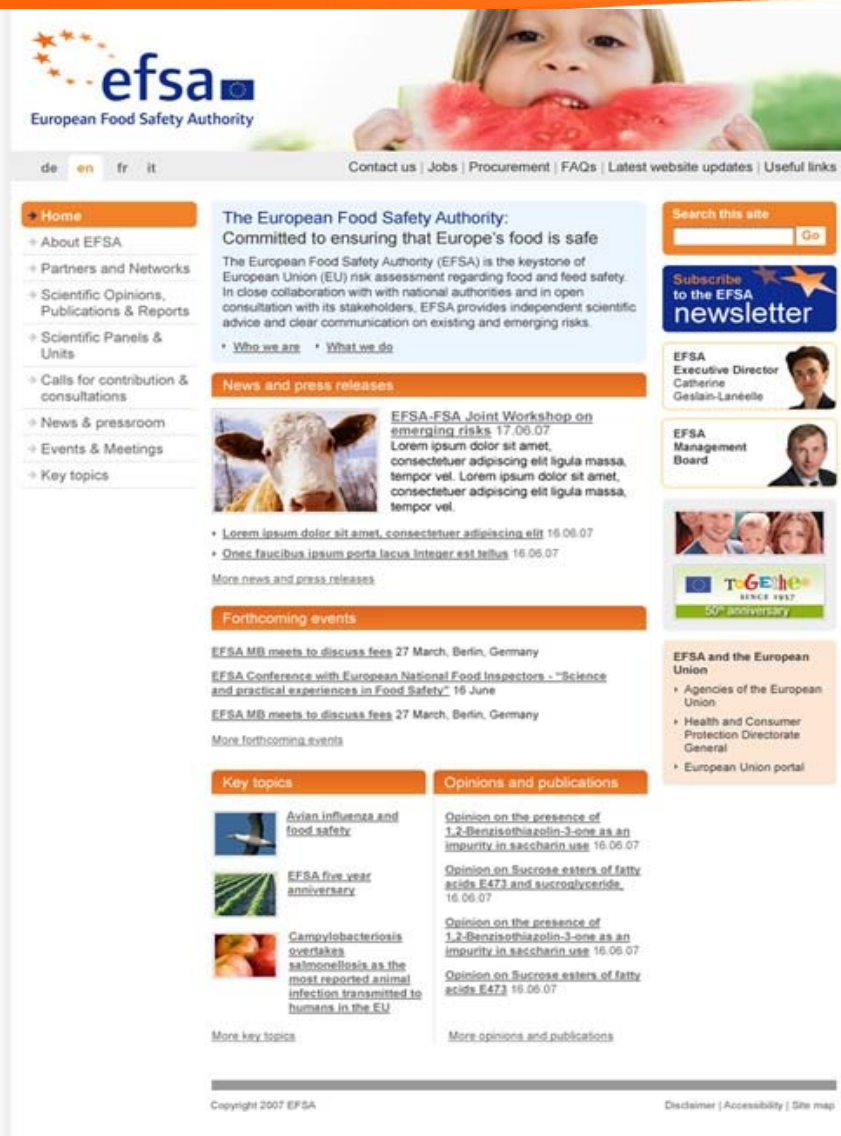 efsa
European Food Safety Authority
de en fr it
Contact us | Jobs | Procurement | FAQs | Latest website updates | Useful links
Home
About EFSA
Partners and Networks
Scientific Opinions,
Publications & Reports
Scientific Panels &
Units
Calls for contribution &
consultations
News & pressroom
Events & Meetings
Key topics
The European Food Safety Authority:
Committed to ensuring that Europe's food is safe
The European Food Safety Authority (EFSA) is the keystone of
European Union (EU) risk assessment regarding food and feed safety.
In close collaboration with with national authorities and in open
consultation with its stakeholders, EFSA provides independent scientific
advice and clear communication on existing and emerging risks.
Who we are What we do
News and press releases
EFSA-FSA Joint Workshop on
emerging risks 17.06.07
Lorem ipsum dolor sit amet,
consectetuer adipiscing elit ligula massa,
tempor vel. Lorem ipsum dolor sit amet,
consectetuer adipiscing elit ligula massa,
tempor vel.
Lorem ipsum dolor sit amet, consectetuer adipiscing elit 16.06.07
Onec faucibus ipsum porta lacus Integer est tellus 16.06.07
More news and press releases
Forthcoming events
EFSA MB meets to discuss fees 27 March, Berlin, Germany
EFSA Conference with European National Food Inspectors - "Science
and practical experiences in Food Safety" 16 June
EFSA MB meets to discuss fees 27 March, Berlin, Germany
More forthcoming events
Key topics
Avian influenza and
food safety
EFSA five year
anniversary
Campylobacteriosis
overtakes
salmonellosis as the
most reported animal
infection transmitted to
humans in the EU
More key topics
Opinions and publications
Opinion on the presence of
1,2-Benzisothiazolin-3-one as an
impurity in saccharin use 16.06.07
Opinion on Sucrose esters of fatty
acids E473 and sucroglyceride
16.06.07
Opinion on the presence of
1,2-Benzisothiazolin-3-one as an
impurity in saccharin use 16.06.07
Opinion on Sucrose esters of fatty
acids E473 16.06.07
More opinions and publications
Search this site
Go
Subscribe
to the EFSA
newsletter
EFSA
Executive Director
Catherine
Geslain-Lanéelle
EFSA
Management
Board
ToGEther
SINCE 1957
50th anniversary
EFSA and the European
Union
Agencies of the European
Union
Health and Consumer
Protection Directorate
General
European Union portal
Copyright 2007 EFSA
Disclaimer | Accessibility | Site map